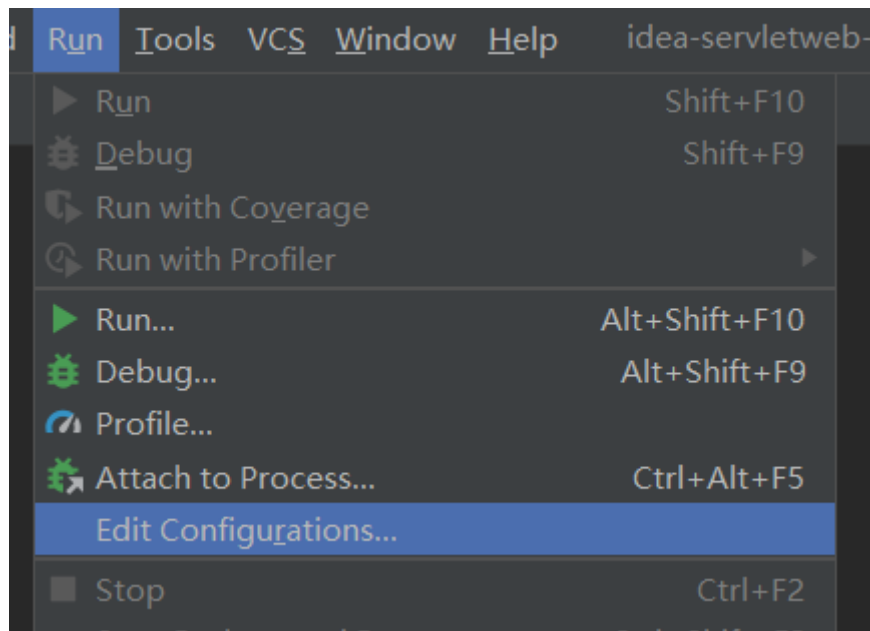 Run Tools VCS Window Help idea-servletweb-
Run Shift+F10
Debug Shift+F9
Run with Coverage
Run with Profiler
Run... Alt+Shift+F10
Debug... Alt+Shift+F9
Profile...
Attach to Process... Ctrl+Alt+F5
Edit Configurations...
Stop Ctrl+F2